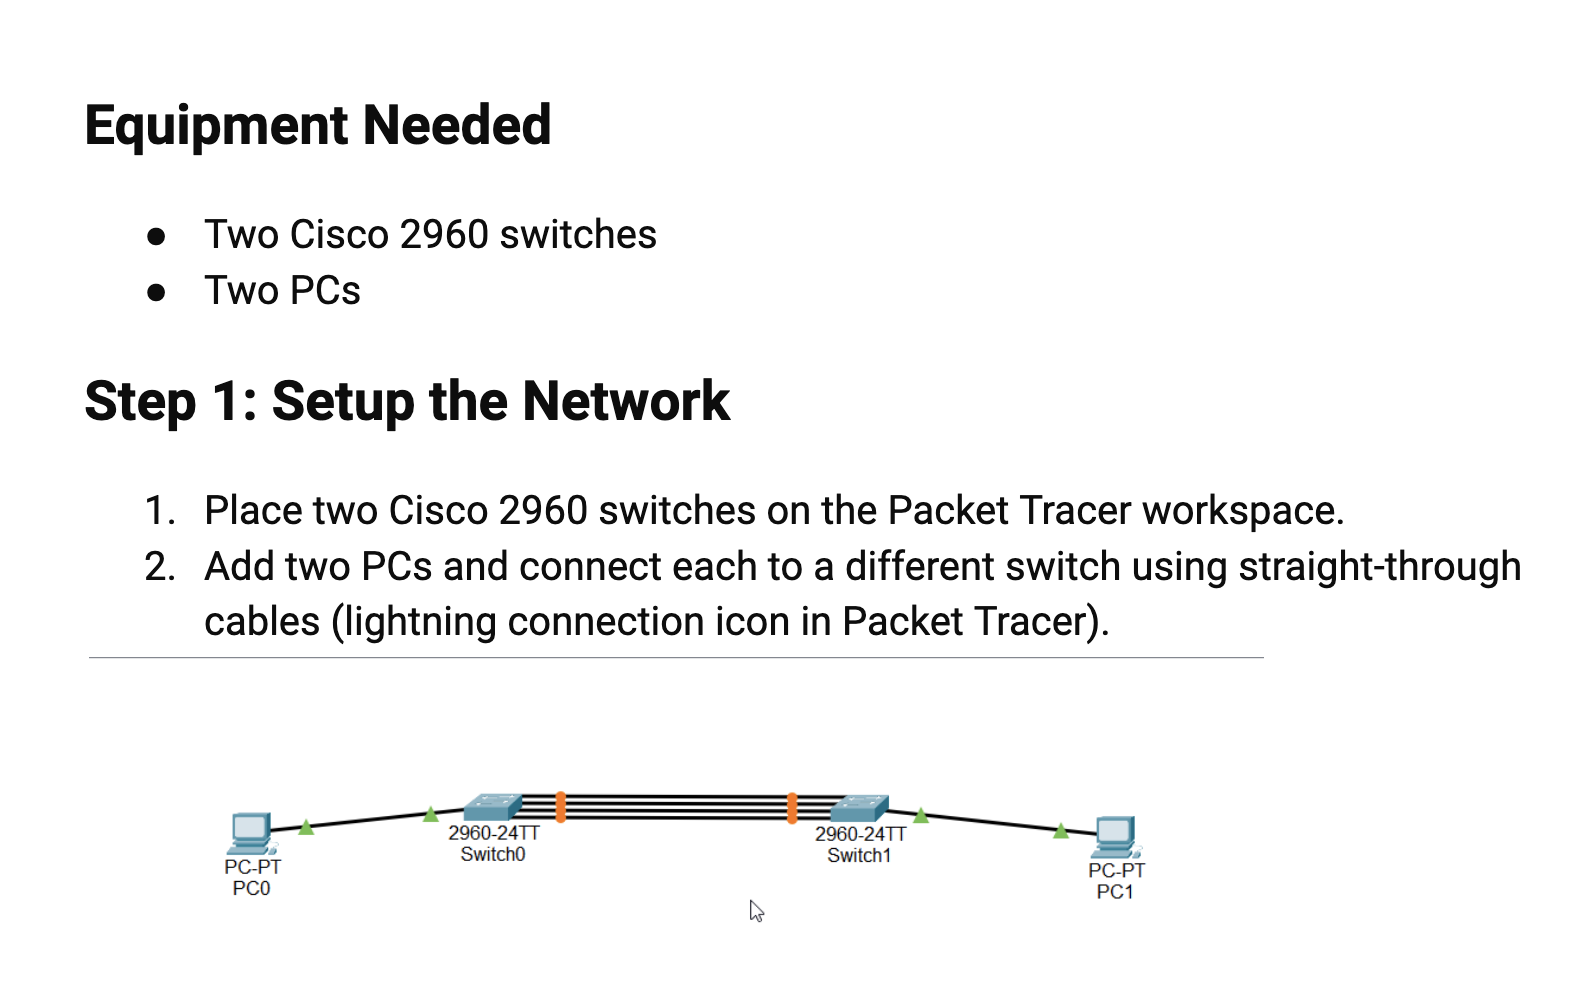 Equipment Needed
● Two Cisco 2960 switches
● Two PCs
Step 1: Setup the Network
1. Place two Cisco 2960 switches on the Packet Tracer workspace.
2. Add two PCs and connect each to a different switch using straight-through
cables (lightning connection icon in Packet Tracer).
2960-24TT
Switch0
2960-24TT
Switch1
PC-PT
PC0
PC-PT
PC1